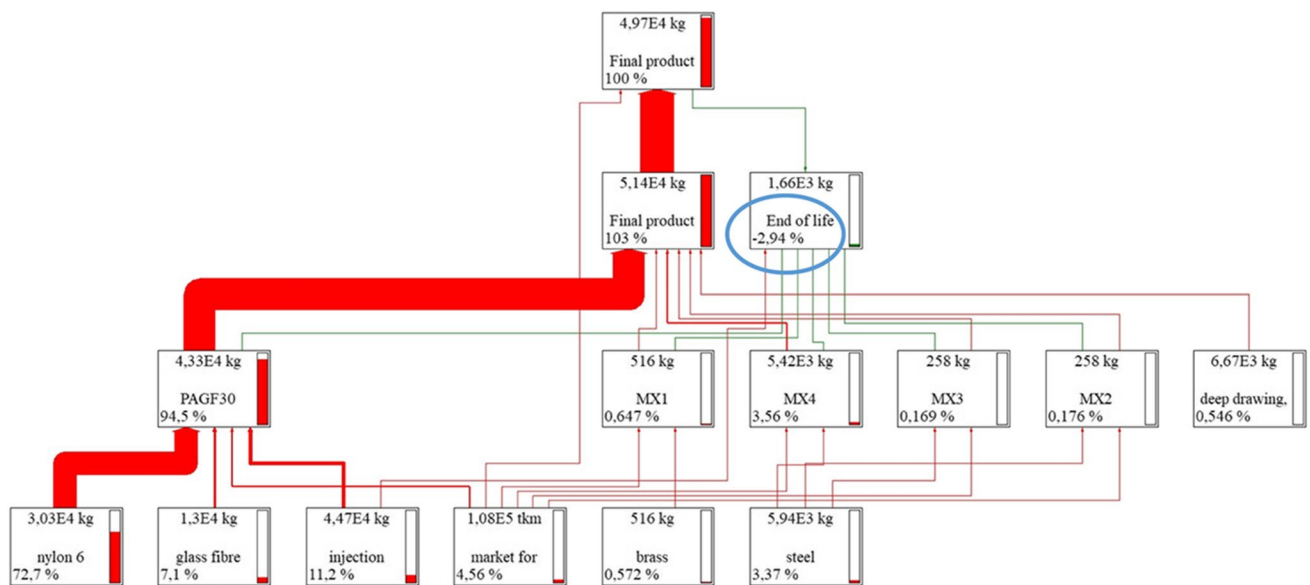 4,97E4 kg
Final product
100 %
5,14E4 kg
Final product
103 %
1,66E3 kg
End of life
-2,94 %
4,33E4 kg
PAGF30
94,5 %
516 kg
MX1
0,647 %
5,42E3 kg
MX4
3,56 %
258 kg
MX3
0,169 %
258 kg
MX2
0,176 %
6,67E3 kg
deep drawing,
0,546 %
3,03E4 kg
nylon 6
72,7 %
1,3E4 kg
glass fibre
7,1 %
4,47E4 kg
injection
11,2 %
1,08E5 tkm
market for
4,56 %
516 kg
brass
0,572 %
5,94E3 kg
steel
3,37 %